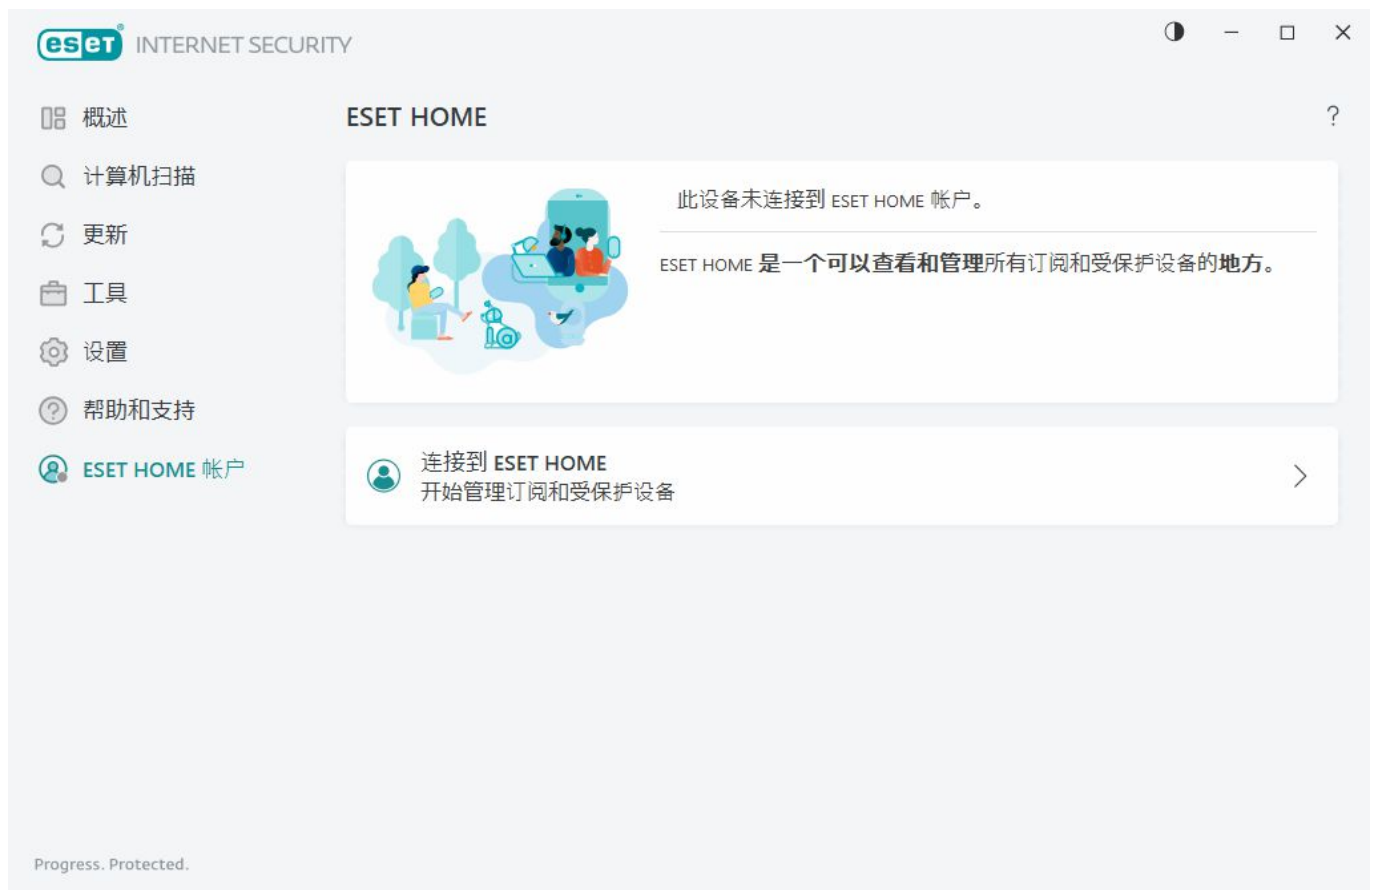 eset® INTERNET SECURITY
概述
计算机扫描
更新
工具
设置
帮助和支持
ESET HOME 帐户
ESET HOME
?
此设备未连接到 ESET HOME 帐户。
ESET HOME 是一个可以查看和管理所有订阅和受保护设备的地方。
连接到 ESET HOME
开始管理订阅和受保护设备
Progress. Protected.